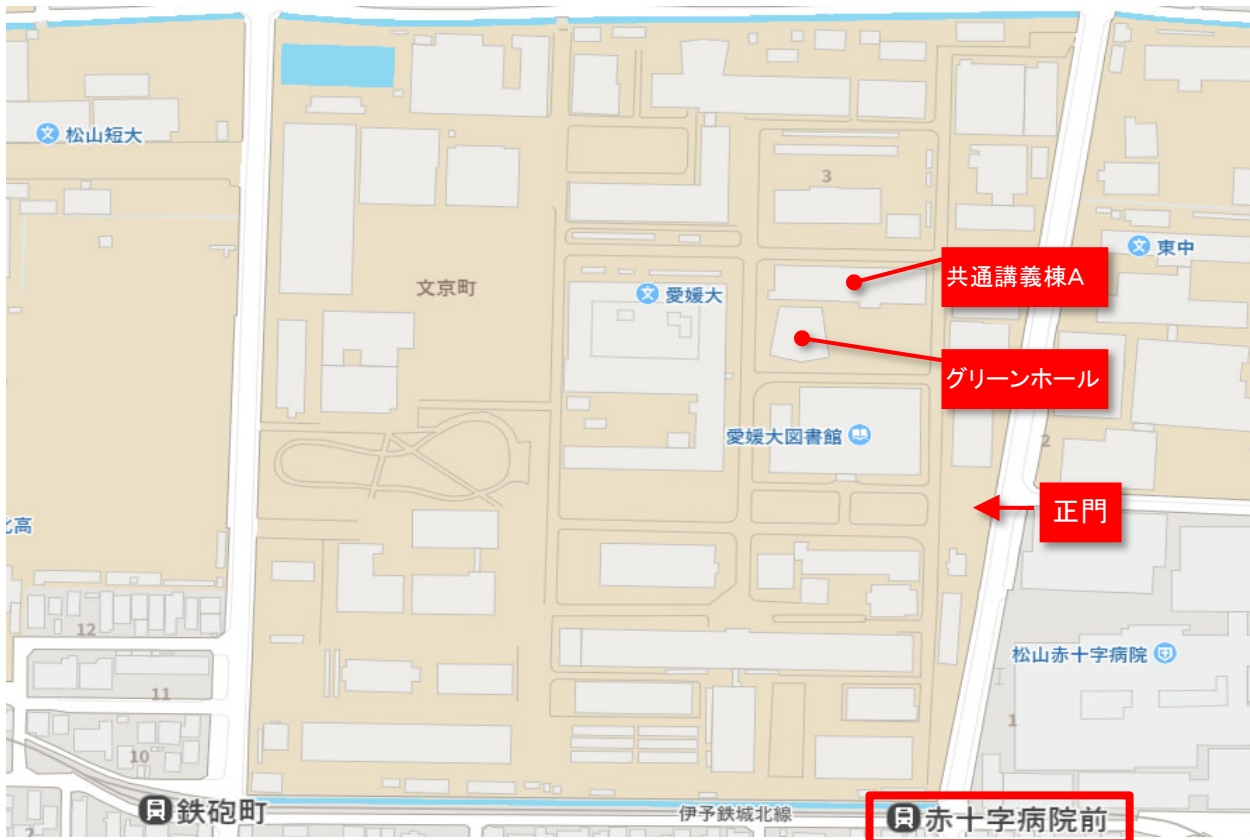 松山短大
3
東中
共通講義棟A
文京町
愛媛大
グリーンホール
愛媛大図書館
2
正門
北高
12
松山赤十字病院
11
1
10
鉄砲町
伊予鉄城北線
赤十字病院前
2